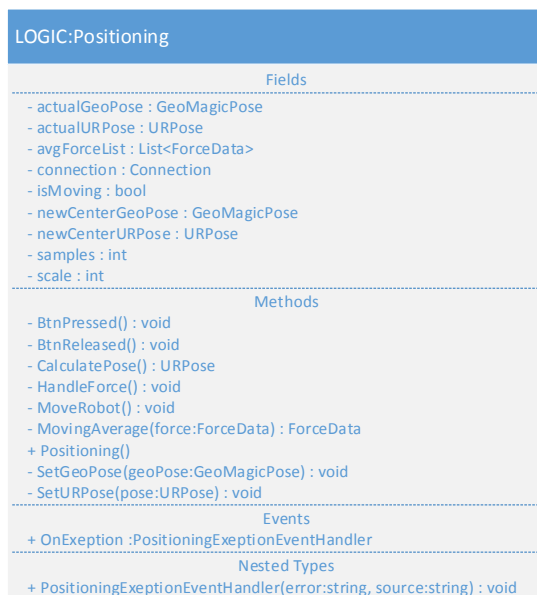 LOGIC:Positioning
Fields
- actualGeoPose : GeoMagicPose
- actualURPose : URPose
- avgForceList : List<ForceData>
- connection : Connection
- isMoving : bool
- newCenterGeoPose : GeoMagicPose
- newCenterURPose : URPose
- samples : int
- scale : int
Methods
- BtnPressed() : void
- BtnReleased() : void
- CalculatePose() : URPose
- HandleForce() : void
- MoveRobot() : void
- MovingAverage(force:ForceData) : ForceData
+ Positioning()
- SetGeoPose(geoPose:GeoMagicPose) : void
- SetURPose(pose:URPose) : void
Events
+ OnExeption :PositioningExeptionEventHandler
Nested Types
+ PositioningExeptionEventHandler(error:string, source:string) : void